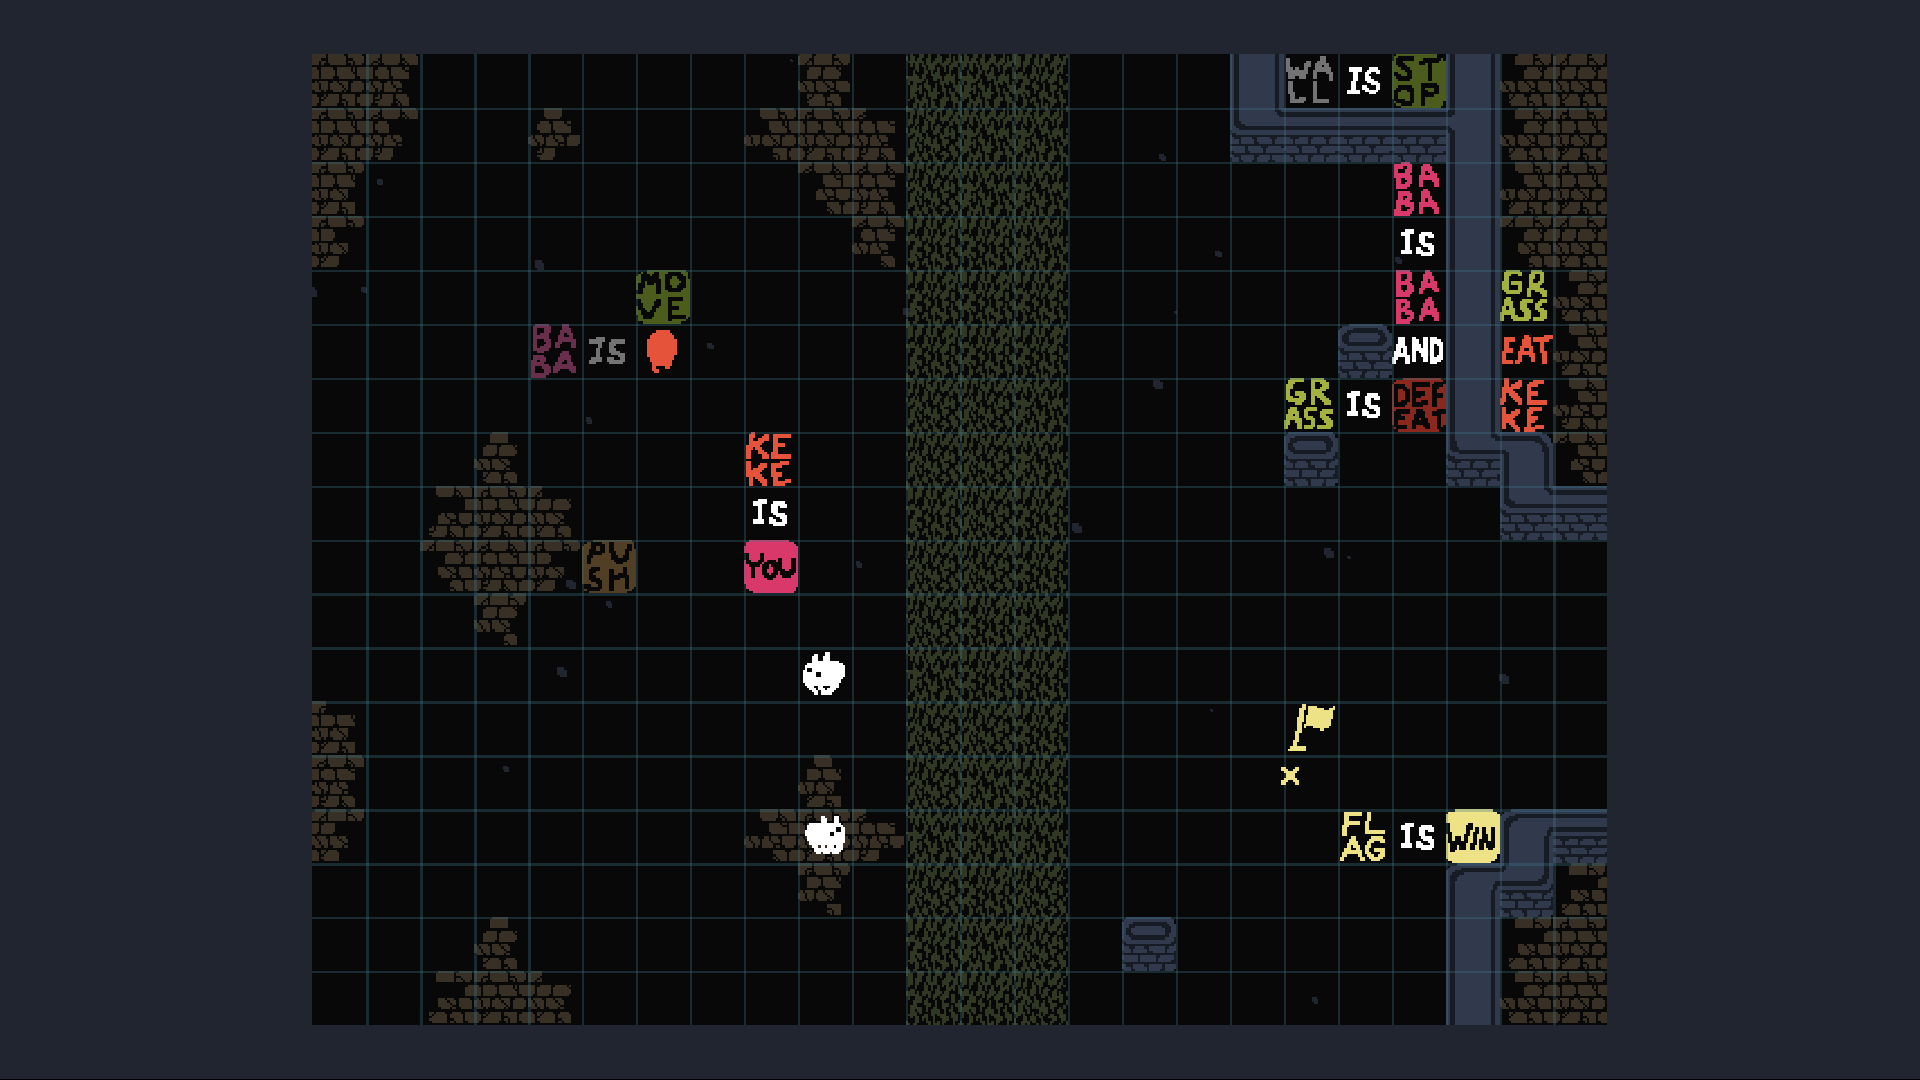 WALL IS STOP
BABA
IS
MOVE BABA GRASS
BABA IS AND EAT
GRASS IS DEFEAT KEKE
KEKE
IS
PUSH YOU
FLAG IS WIN